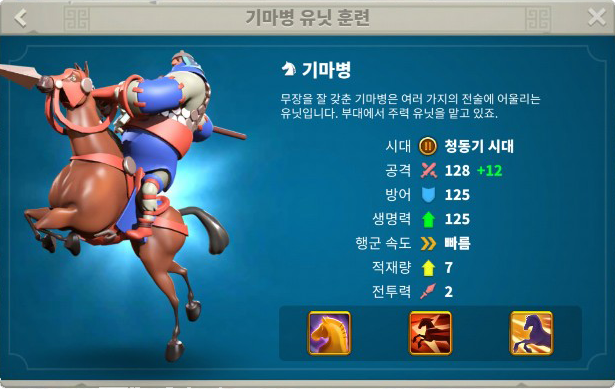 기마병 유닛 훈련
기마병
무장을 잘 갖춘 기마병은 여러 가지의 전술에 어울리는
유닛입니다. 부대에서 주력 유닛을 맡고 있죠.
시대 II 청동기 시대
공격 128 +12
방어 125
생명력 125
행군 속도 빠름
적재량 7
전투력 2